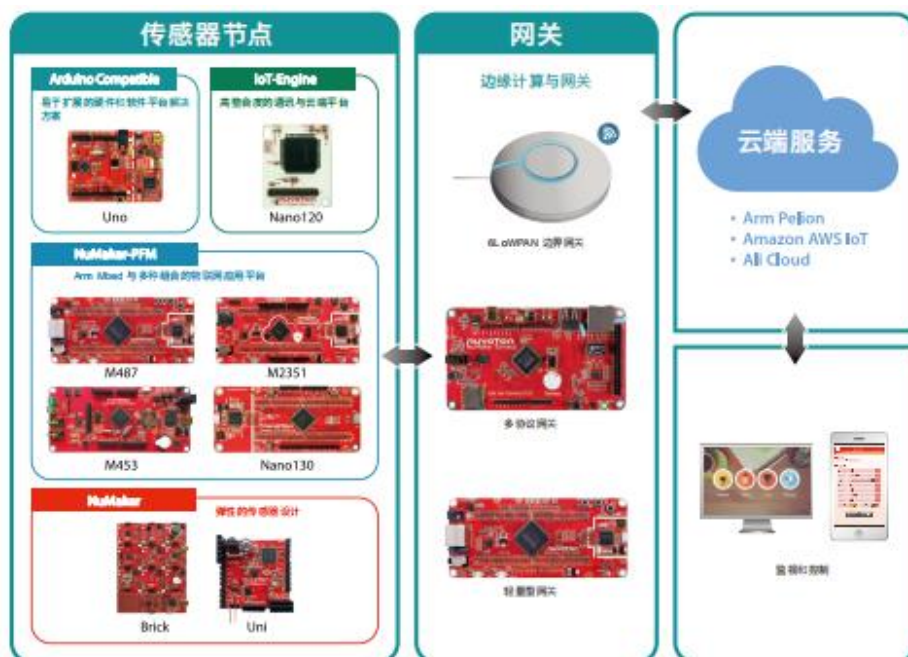 传感器节点
Arduino Compatible
易于扩展的硬件和软件平台解决
方案
Uno
IoT-Engine
高整合度的通讯与云端平台
Nano120
NuMaker-PFM
Arm Mbed 与多种组合的物联网应用平台
M487
M2351
M453
Nano130
NuMaker
弹性的传感器设计
Brick
Uni
网关
边缘计算与网关
6LoWPAN 边界网关
nuvoTon
多协议网关
轻量型网关
云端服务
• Arm Pelion
• Amazon AWS IoT
• Ali Cloud
监视和控制